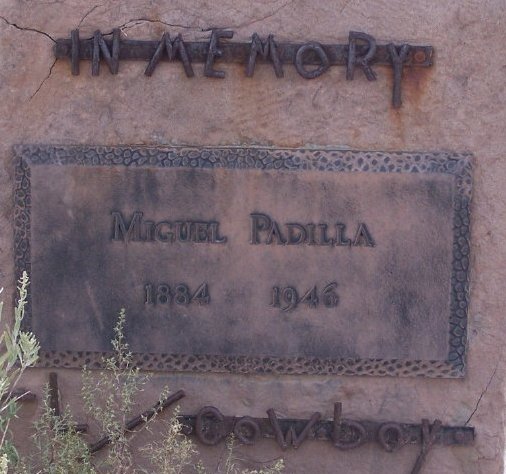 IN MEMORY
MIGUEL PADILLA
1884 1946
COWBOY